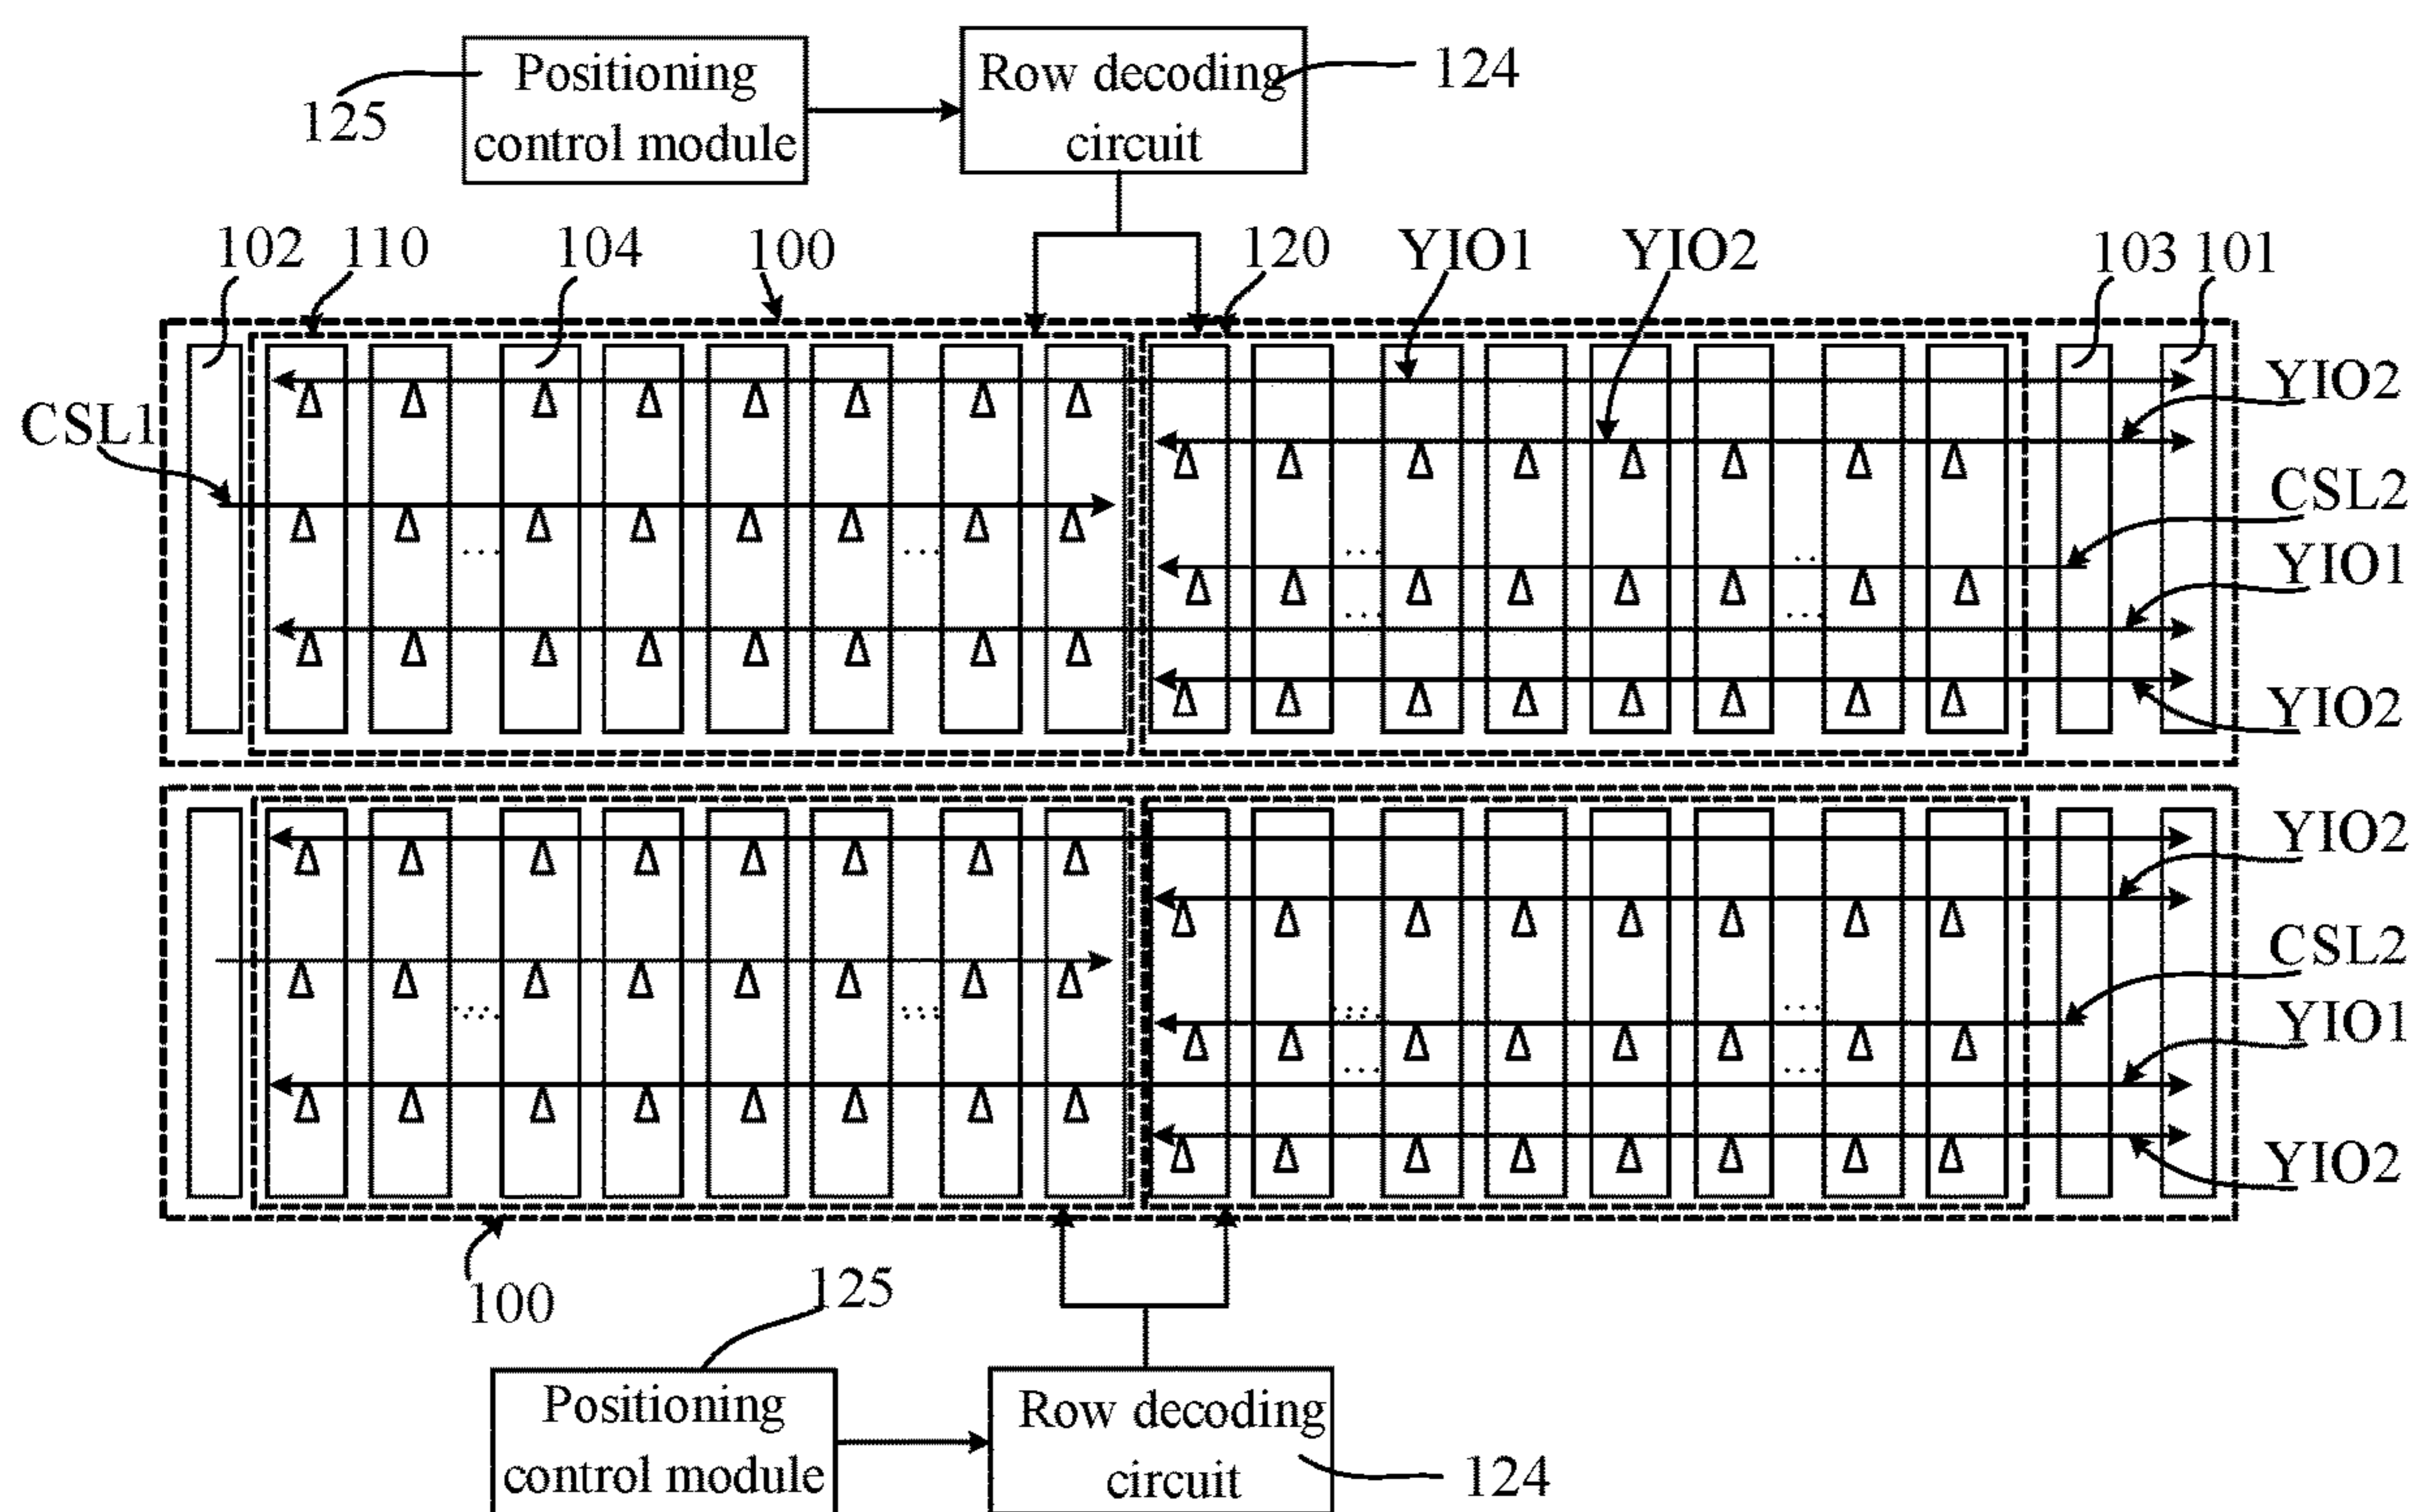 Positioning
control module
125
Row decoding
circuit
124
102
110
104
100
120
YIO1
YIO2
103
101
YIO2
CSL1
CSL2
YIO1
YIO2
YIO2
CSL2
YIO1
YIO2
100
125
Positioning
control module
Row decoding
circuit
124